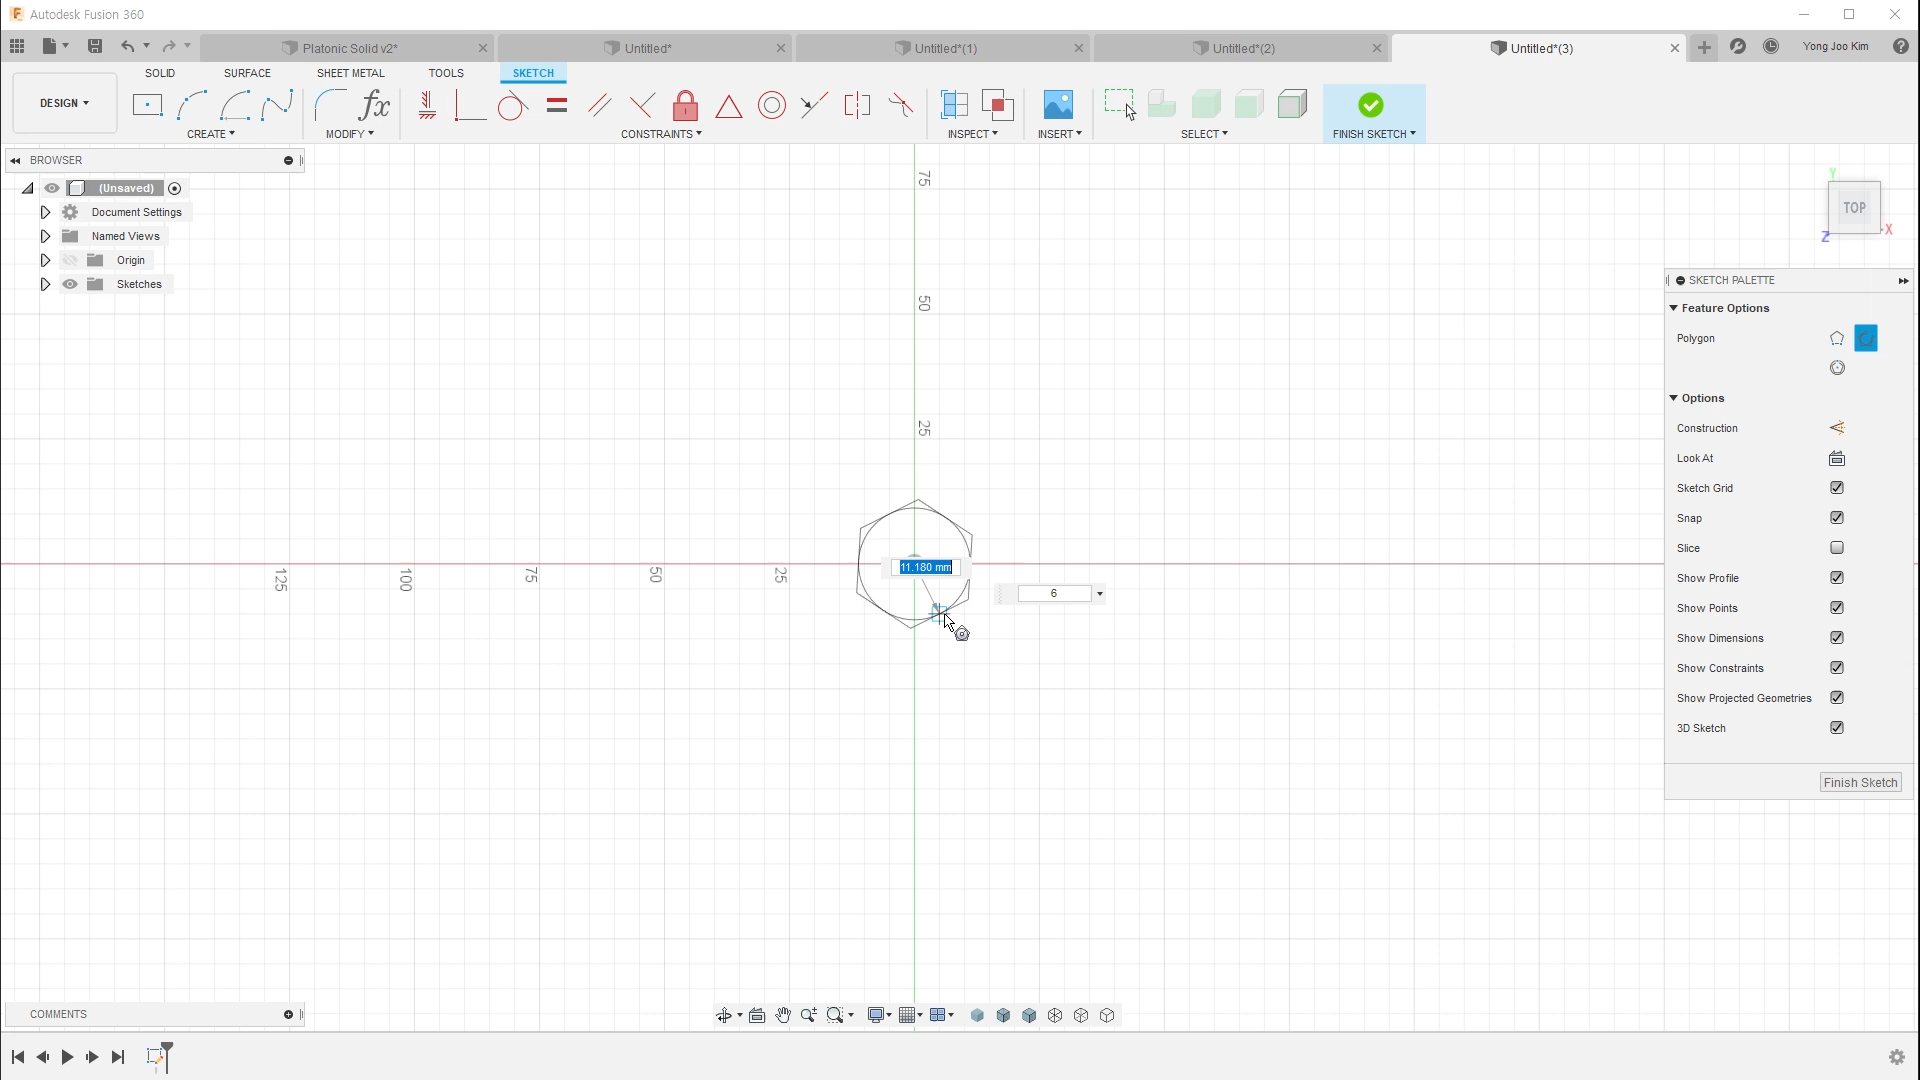 Autodesk Fusion 360
Platonic Solid v2*
Untitled*
Untitled*(1)
Untitled*(2)
Untitled*(3)
Yong Joo Kim
SOLID
SURFACE
SHEET METAL
TOOLS
SKETCH
DESIGN
fx
CREATE
MODIFY
CONSTRAINTS
INSPECT
INSERT
SELECT
FINISH SKETCH
BROWSER
(Unsaved)
Document Settings
Named Views
Origin
Sketches
75
50
25
125
100
75
50
25
11.180 mm
6
Y
TOP
Z
X
SKETCH PALETTE
Feature Options
Polygon
Options
Construction
Look At
Sketch Grid
Snap
Slice
Show Profile
Show Points
Show Dimensions
Show Constraints
Show Projected Geometries
3D Sketch
Finish Sketch
COMMENTS